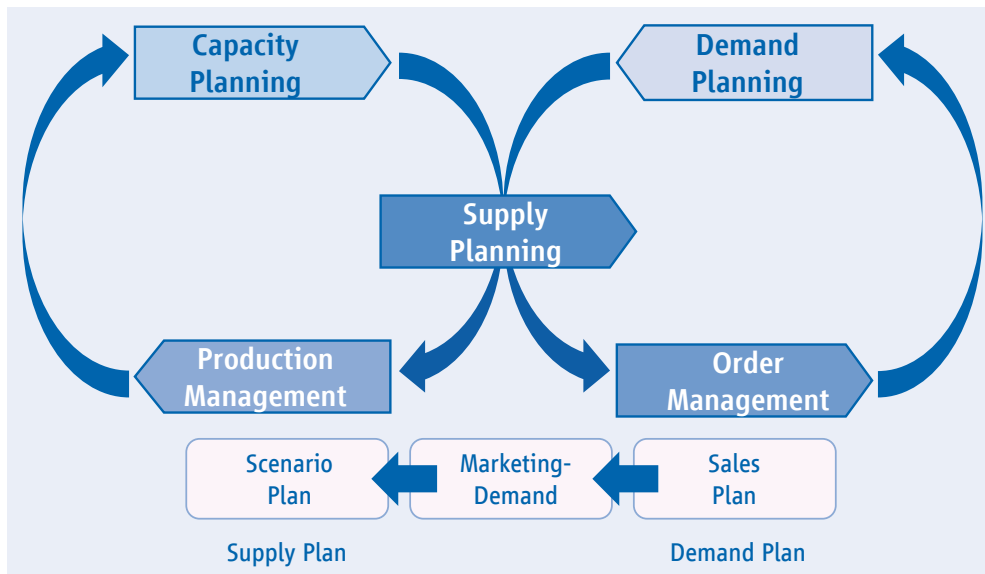 Capacity
Planning
Demand
Planning
Supply
Planning
Production
Management
Order
Management
Scenario
Plan
Marketing-
Demand
Sales
Plan
Supply Plan
Demand Plan